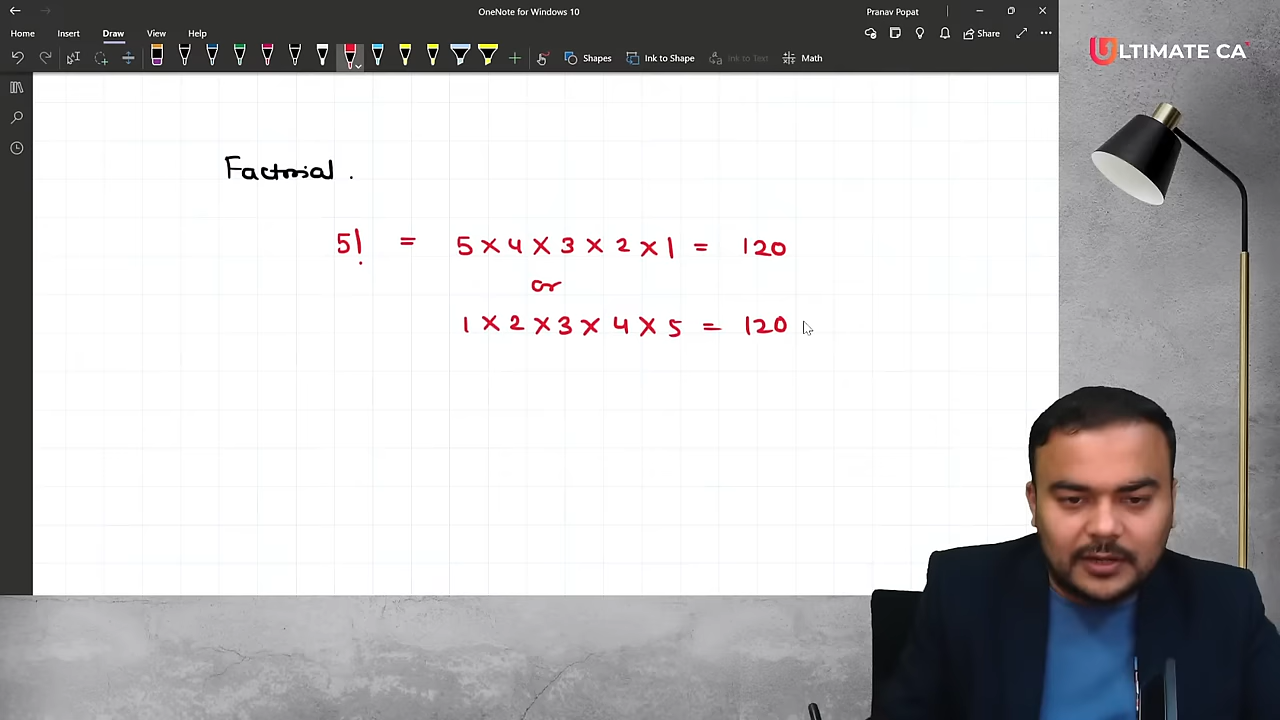 OneNote for Windows 10
Pranav Popat
Home Insert Draw View Help
Share
Shapes Ink to Shape Ink to Text Math
ULTIMATE CA
Factorial.
5! = 5 × 4 × 3 × 2 × 1 = 120
or
1 × 2 × 3 × 4 × 5 = 120